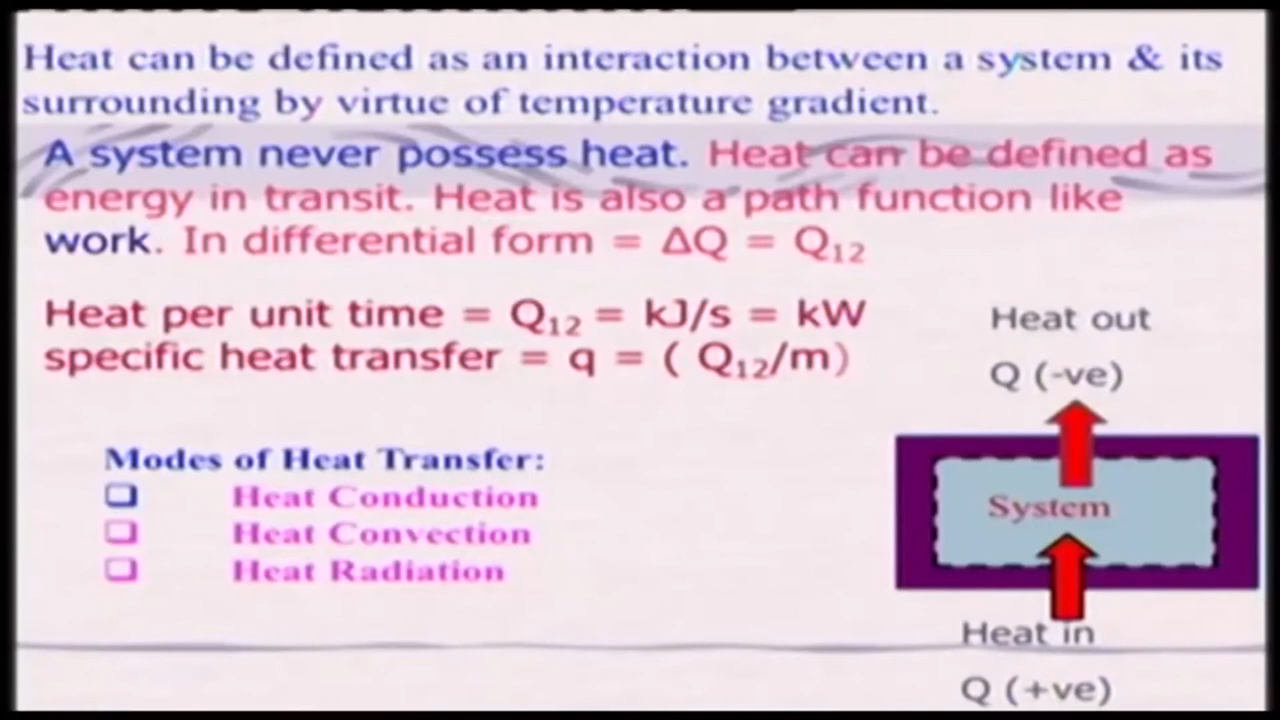 Heat can be defined as an interaction between a system & its
surrounding by virtue of temperature gradient.
A system never possess heat. Heat can be defined as
energy in transit. Heat is also a path function like
work. In differential form = ΔQ = Q₁₂
Heat per unit time = Q₁₂ = kJ/s = kW
specific heat transfer = q = ( Q₁₂/m)
Modes of Heat Transfer:
❑ Heat Conduction
❑ Heat Convection
❑ Heat Radiation
Heat out
Q (-ve)
System
Heat in
Q (+ve)